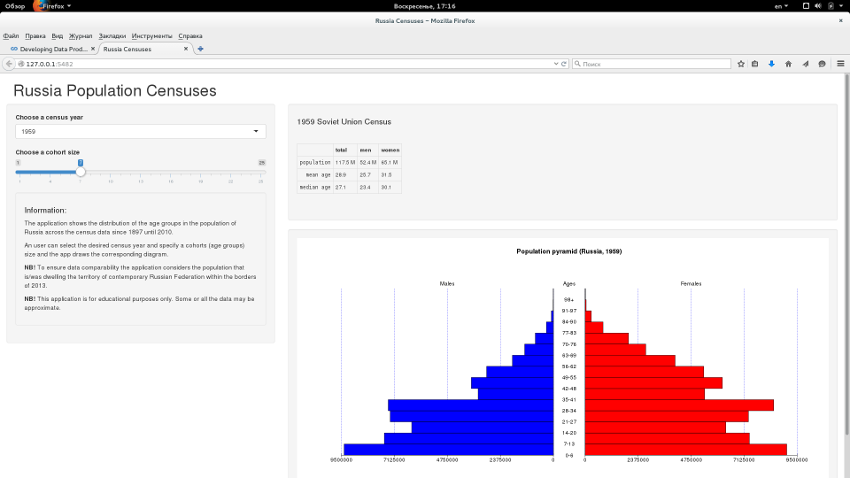 Обзор Firefox Воскресенье, 17:16 en
Russia Censuses - Mozilla Firefox
Файл Правка Вид Журнал Закладки Инструменты Справка
Developing Data Prod... Russia Censuses
127.0.0.1:5482 Поиск
Russia Population Censuses
Choose a census year
1959
Choose a cohort size
1 7 25
Information:
The application shows the distribution of the age groups in the population of
Russia across the census data since 1897 until 2010.
An user can select the desired census year and specify a cohorts (age groups)
size and the app draws the corresponding diagram.
NB! To ensure data comparability the application considers the population that
is/was dwelling the territory of contemporary Russian Federation within the borders
of 2013.
NB! This application is for educational purposes only. Some or all the data may be
approximate.
1959 Soviet Union Census
total men women
population 117.5 M 52.4 M 65.1 M
mean age 28.9 25.7 31.5
median age 27.1 23.4 30.1
Population pyramid (Russia, 1959)
Males Ages Females
98+
91-97
84-90
77-83
70-76
63-69
56-62
49-55
42-48
35-41
28-34
21-27
14-20
7-13
0-6
9500000 7125000 4750000 2375000 0 0 2375000 4750000 7125000 9500000